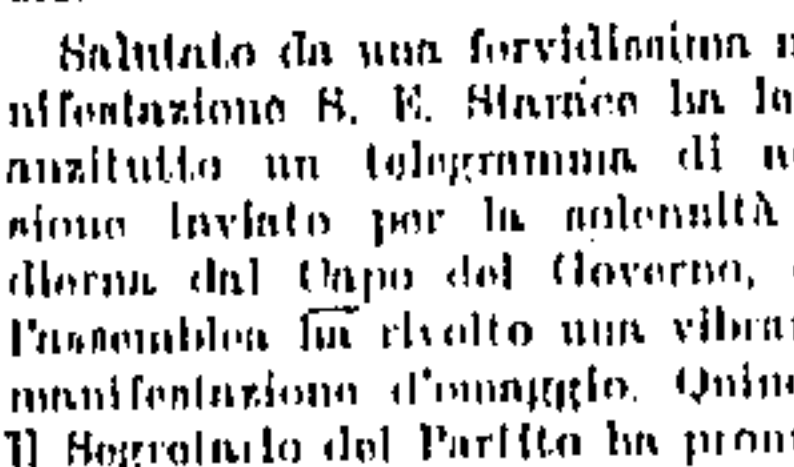 Salutato da una fervidissima
nifestazione S. E. Starace ha
anzitutto un telegramma di
sione inviato per la solennità
dierna dal Capo del Governo,
l'assemblea ha rivolto una
manifestazione d'omaggio.
Il Segretario del Partito ha